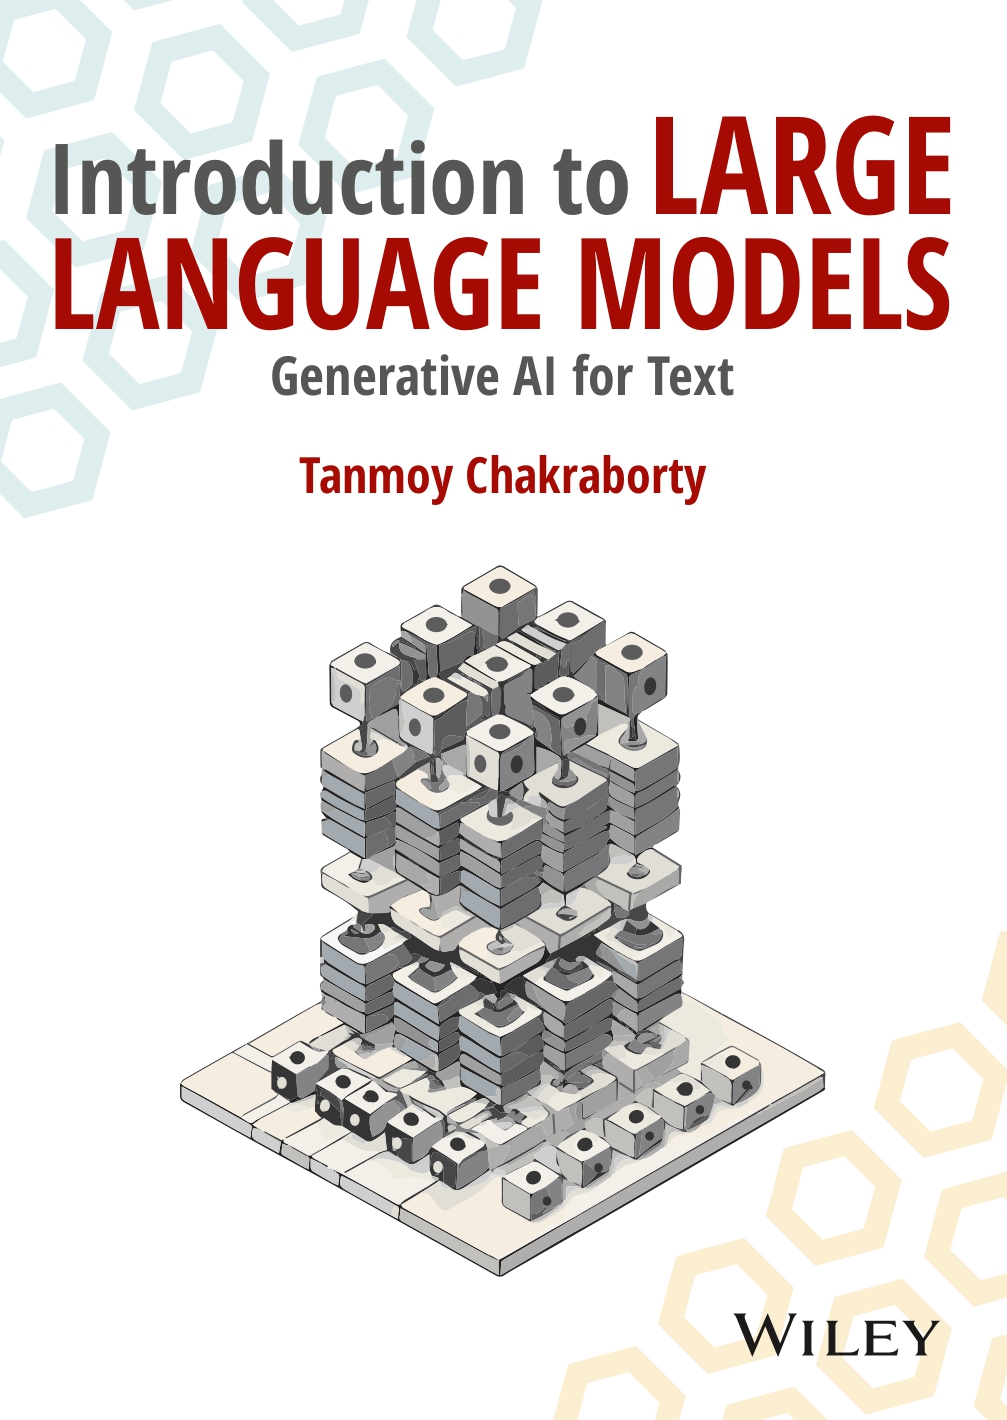 Introduction to LARGE
LANGUAGE MODELS
Generative AI for Text
Tanmoy Chakraborty
WILEY